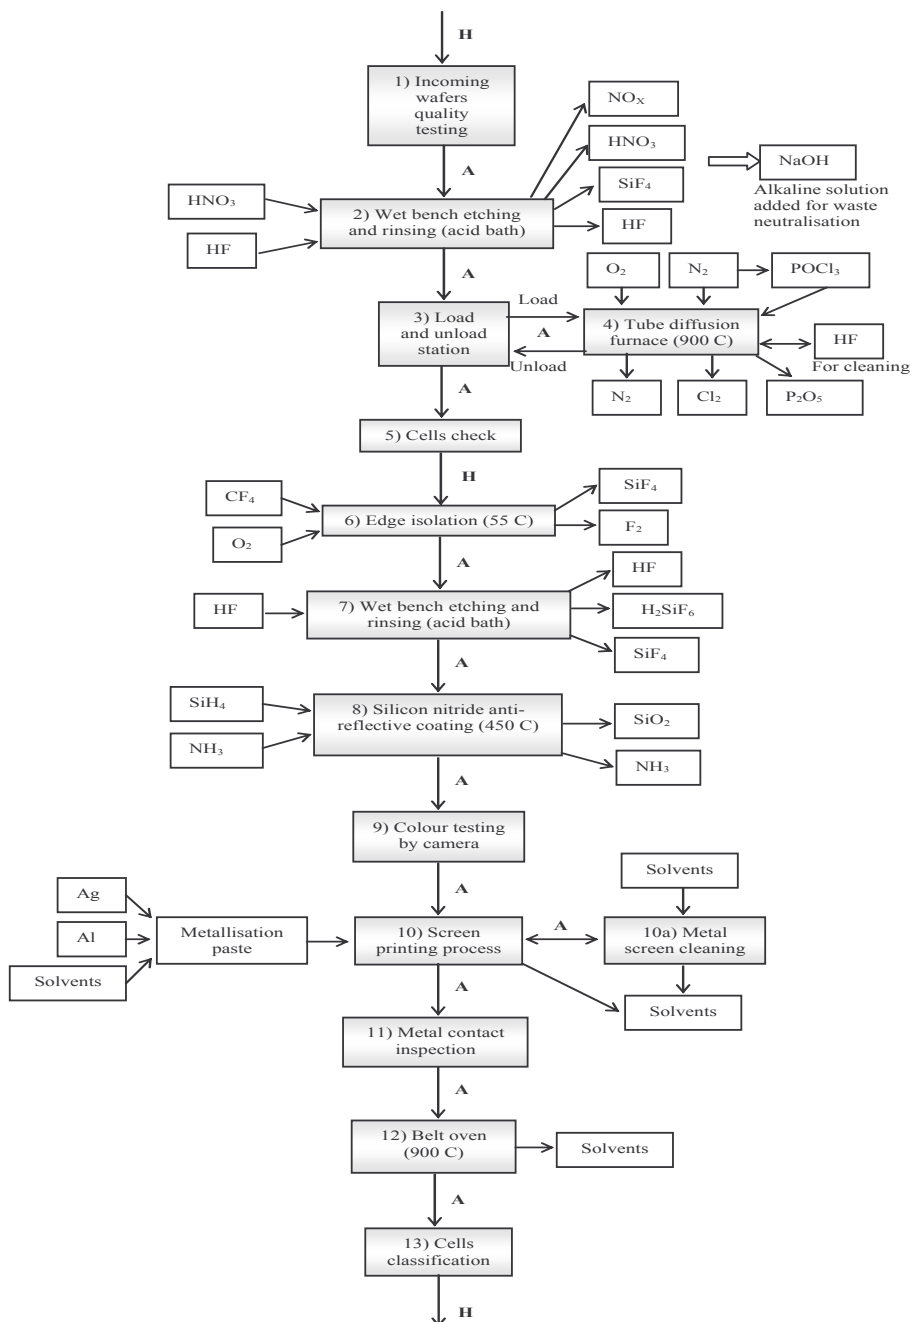 H
1) Incoming
wafers
quality
testing
A
NOX
HNO3
SiF4
HF
NaOH
Alkaline solution
added for waste
neutralisation
HNO3
HF
2) Wet bench etching
and rinsing (acid bath)
A
O2
N2
POCl3
Load
3) Load
and unload
station
A
Unload
4) Tube diffusion
furnace (900 C)
HF
For cleaning
N2
Cl2
P2O5
A
5) Cells check
H
CF4
O2
6) Edge isolation (55 C)
SiF4
F2
A
HF
7) Wet bench etching and
rinsing (acid bath)
HF
H2SiF6
SiF4
A
SiH4
NH3
8) Silicon nitride anti-
reflective coating (450 C)
SiO2
NH3
A
9) Colour testing
by camera
A
Solvents
Ag
Al
Solvents
Metallisation
paste
10) Screen
printing process
A
10a) Metal
screen cleaning
Solvents
A
11) Metal contact
inspection
A
12) Belt oven
(900 C)
Solvents
A
13) Cells
classification
H